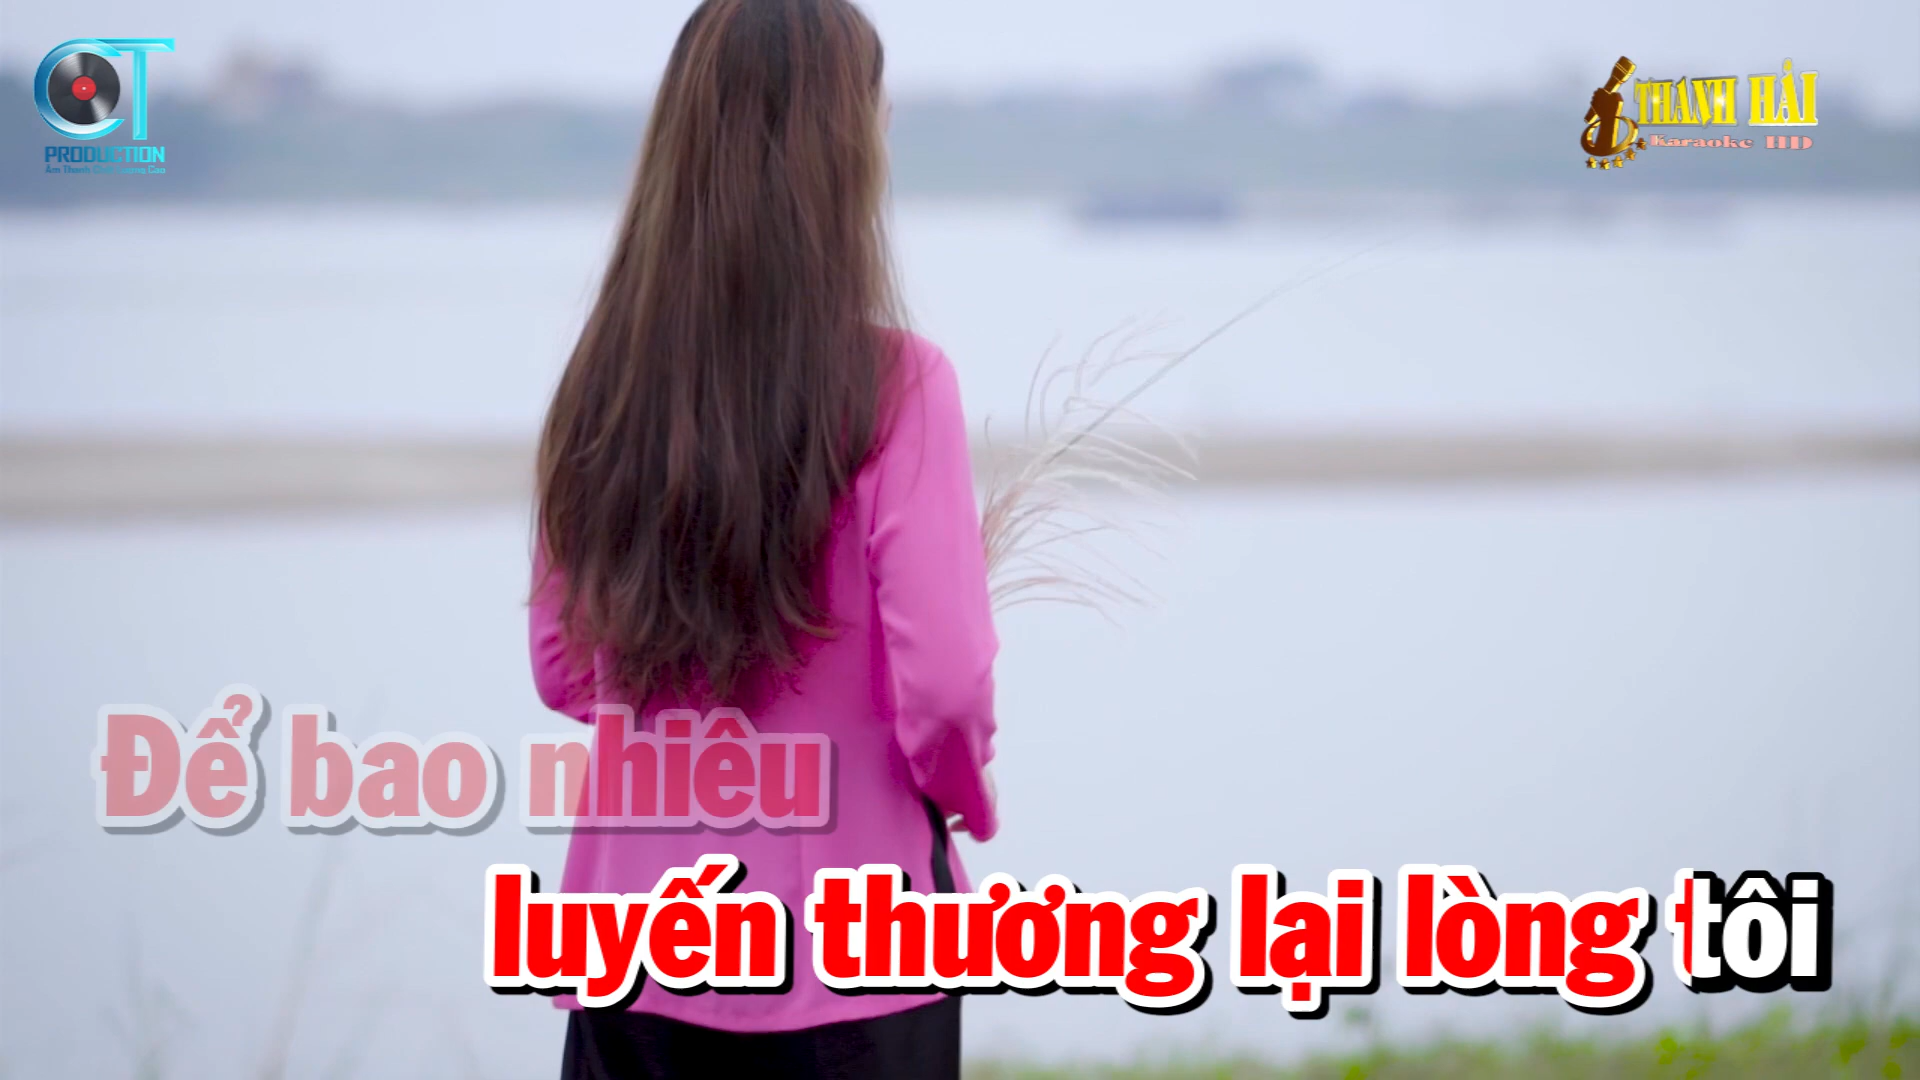 CT
PRODUCTION
THANH HẢI
Karaoke HD
Để bao nhiêu
luyến thương lại lòng tôi